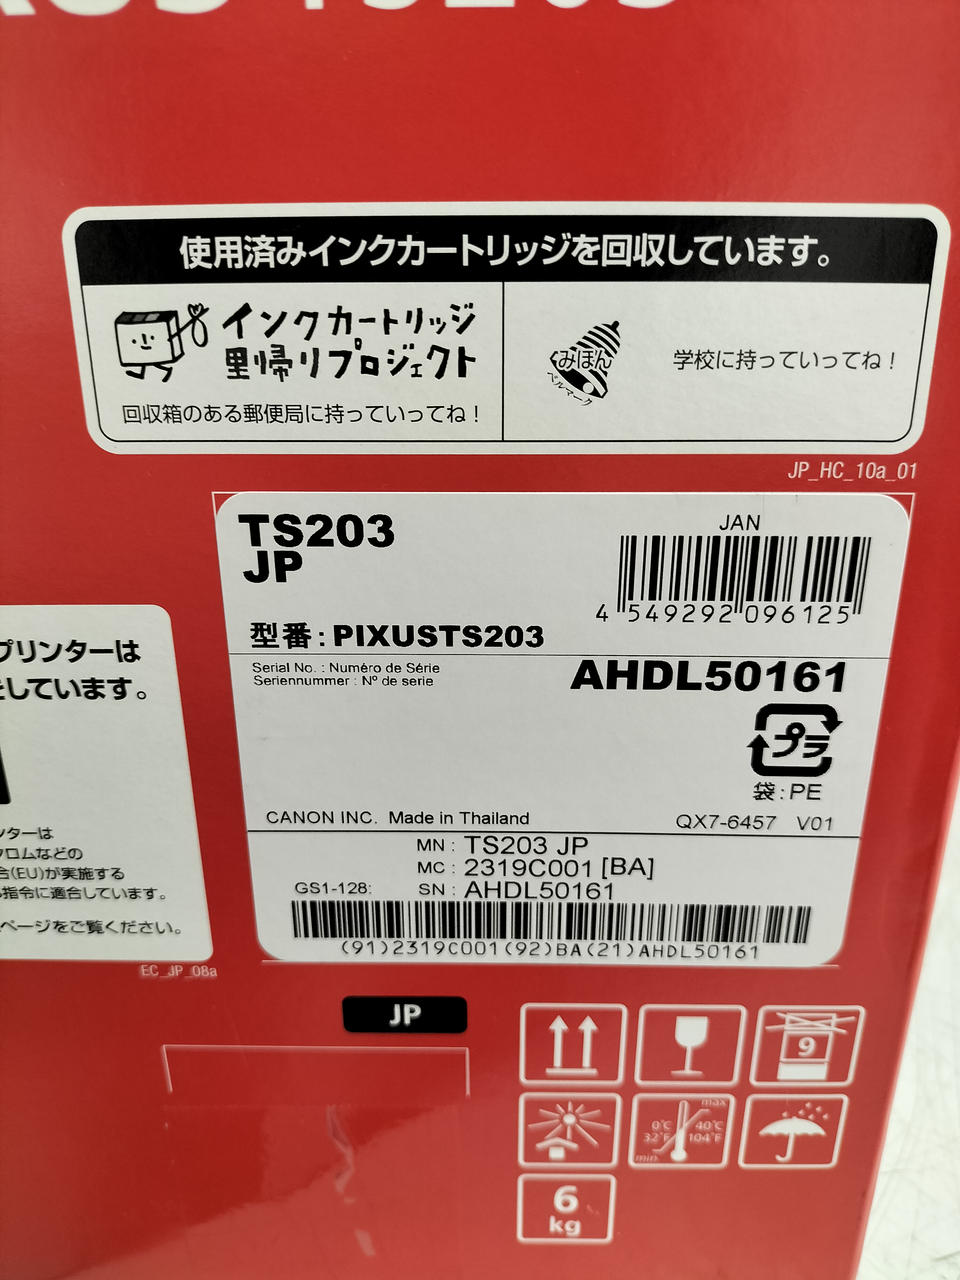 TS203
使用済みインクカートリッジを回収しています。
インクカートリッジ
里帰りプロジェクト
回収箱のある郵便局に持っていってね！
みほん
ベルマーク
学校に持っていってね！
JP_HC_10a_01
TS203
JP
JAN
4 549292 096125
型番：PIXUSTS203
Serial No. : Numéro de Série
Seriennummer : Nº de serie
AHDL50161
プラ
袋：PE
CANON INC. Made in Thailand
QX7-6457 V01
MN : TS203 JP
MC : 2319C001 [BA]
GS1-128: SN : AHDL50161
(91)2319C001(92)BA(21)AHDL50161
プリンターは
しています。
ンターは
クロムなどの
合(EU)が実施する
指令に適合しています。
ページをご覧ください。
EC_JP_08a
JP
9
max
0℃ 40℃
32°F 104°F
min
6
kg